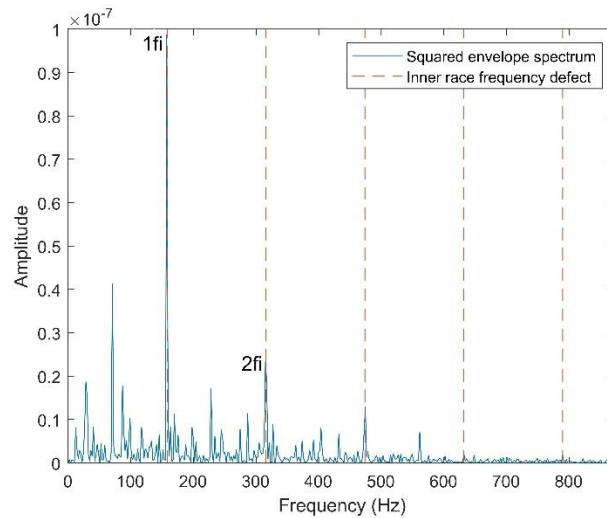 ×10⁻⁷
1
0.9
0.8
0.7
0.6
0.5
0.4
0.3
0.2
0.1
0
Amplitude
1fi
2fi
Squared envelope spectrum
Inner race frequency defect
0 100 200 300 400 500 600 700 800
Frequency (Hz)